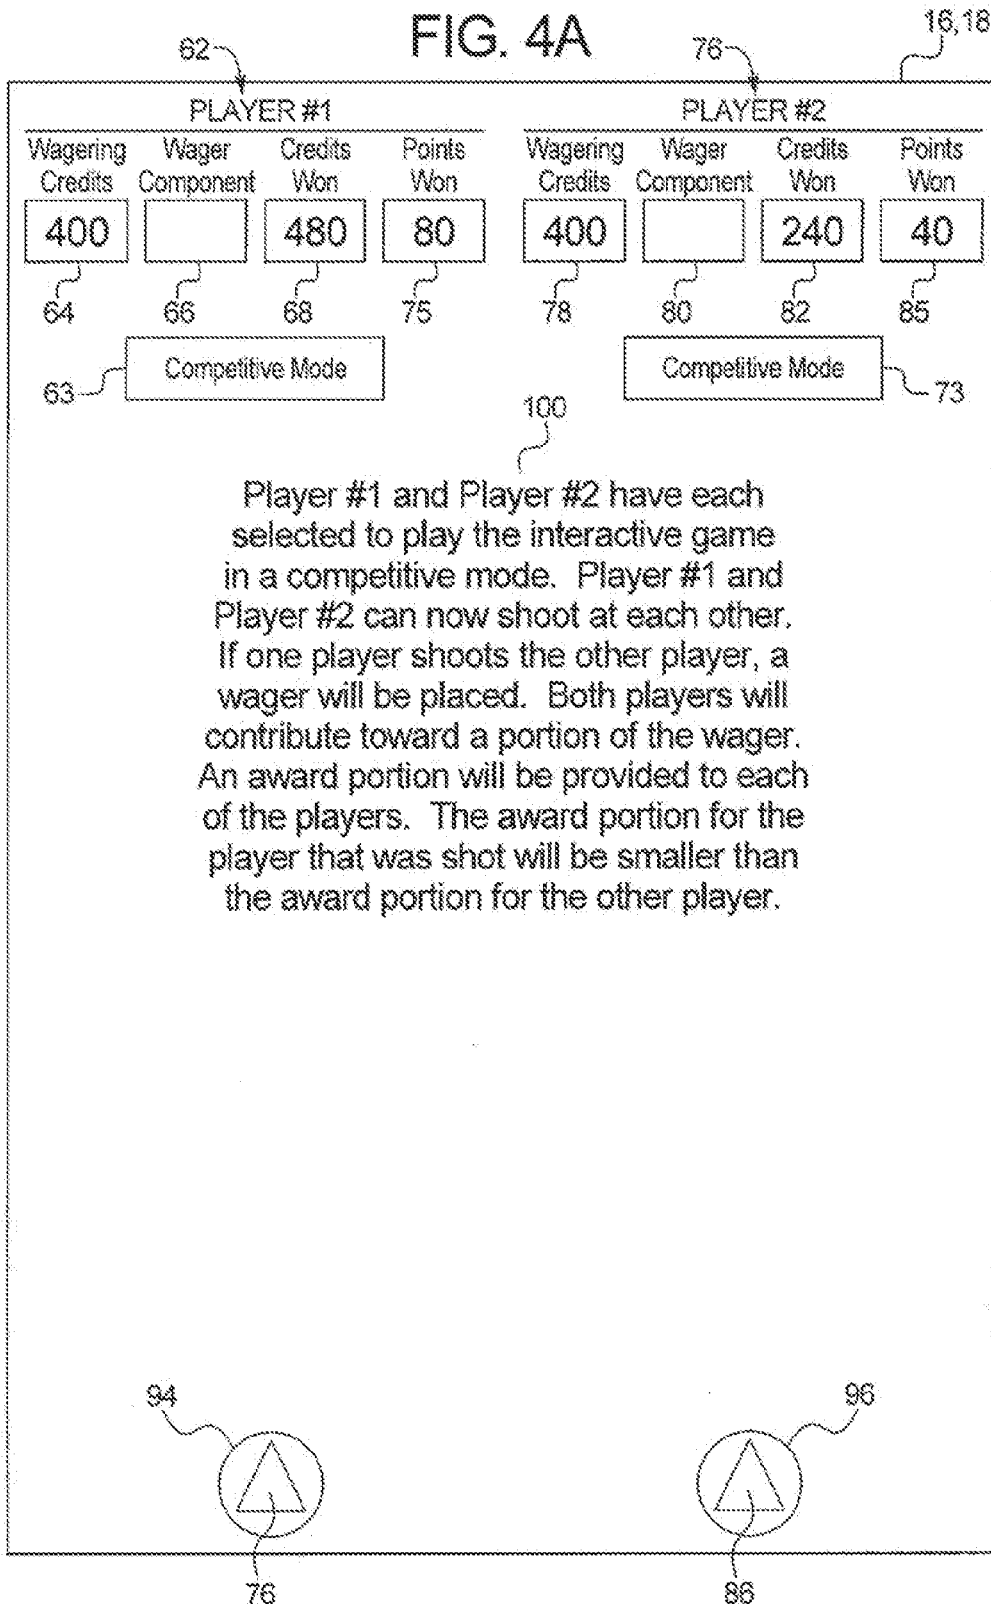 FIG. 4A
16,18
62
76
PLAYER #1
PLAYER #2
Wagering Credits
Wager Component
Credits Won
Points Won
Wagering Credits
Wager Component
Credits Won
Points Won
400
480
80
400
240
40
64
66
68
75
78
80
82
85
Competitive Mode
Competitive Mode
63
73
100
Player #1 and Player #2 have each
selected to play the interactive game
in a competitive mode. Player #1 and
Player #2 can now shoot at each other.
If one player shoots the other player, a
wager will be placed. Both players will
contribute toward a portion of the wager.
An award portion will be provided to each
of the players. The award portion for the
player that was shot will be smaller than
the award portion for the other player.
94
96
76
86